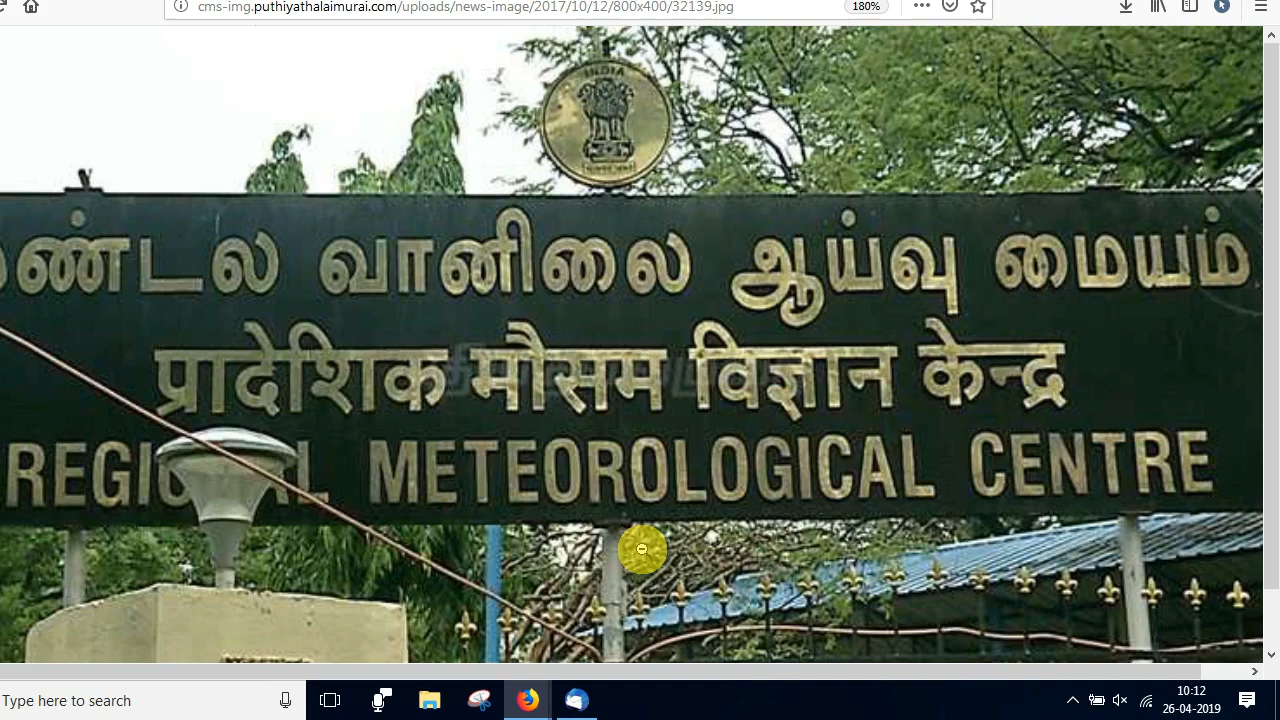 cms-img.puthiyathalaimurai.com/uploads/news-image/2017/10/12/800x400/32139.jpg
180%
INDIA
வானிலை ஆய்வு மையம்
प्रादेशिक मौसम विज्ञान केन्द्र
METEOROLOGICAL CENTRE
Type here to search
10:12
26-04-2019